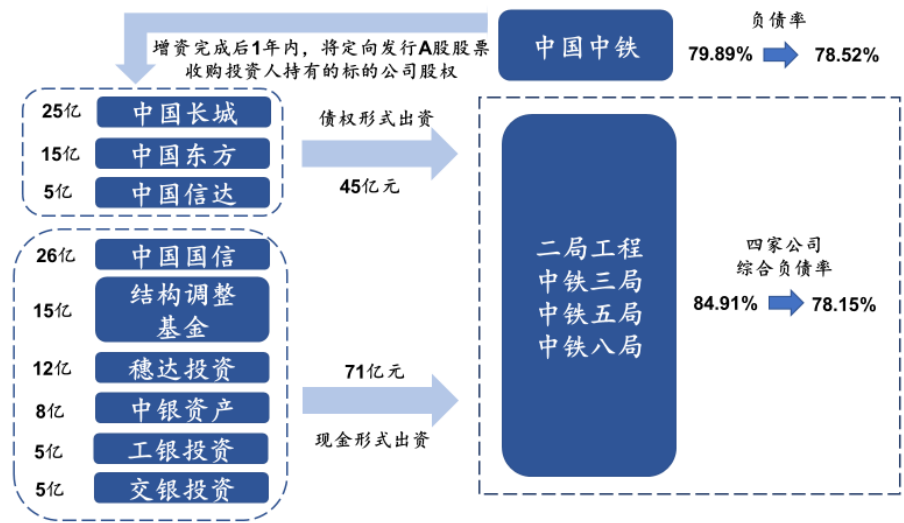 增资完成后1年内，将定向发行A股股票
收购投资人持有的标的公司股权
中国中铁
负债率
79.89% 78.52%
25亿 中国长城
15亿 中国东方
5亿 中国信达
债权形式出资
45亿元
26亿 中国国信
15亿 结构调整
基金
12亿 穗达投资
8亿 中银资产
5亿 工银投资
5亿 交银投资
71亿元
现金形式出资
二局工程
中铁三局
中铁五局
中铁八局
四家公司
综合负债率
84.91% 78.15%